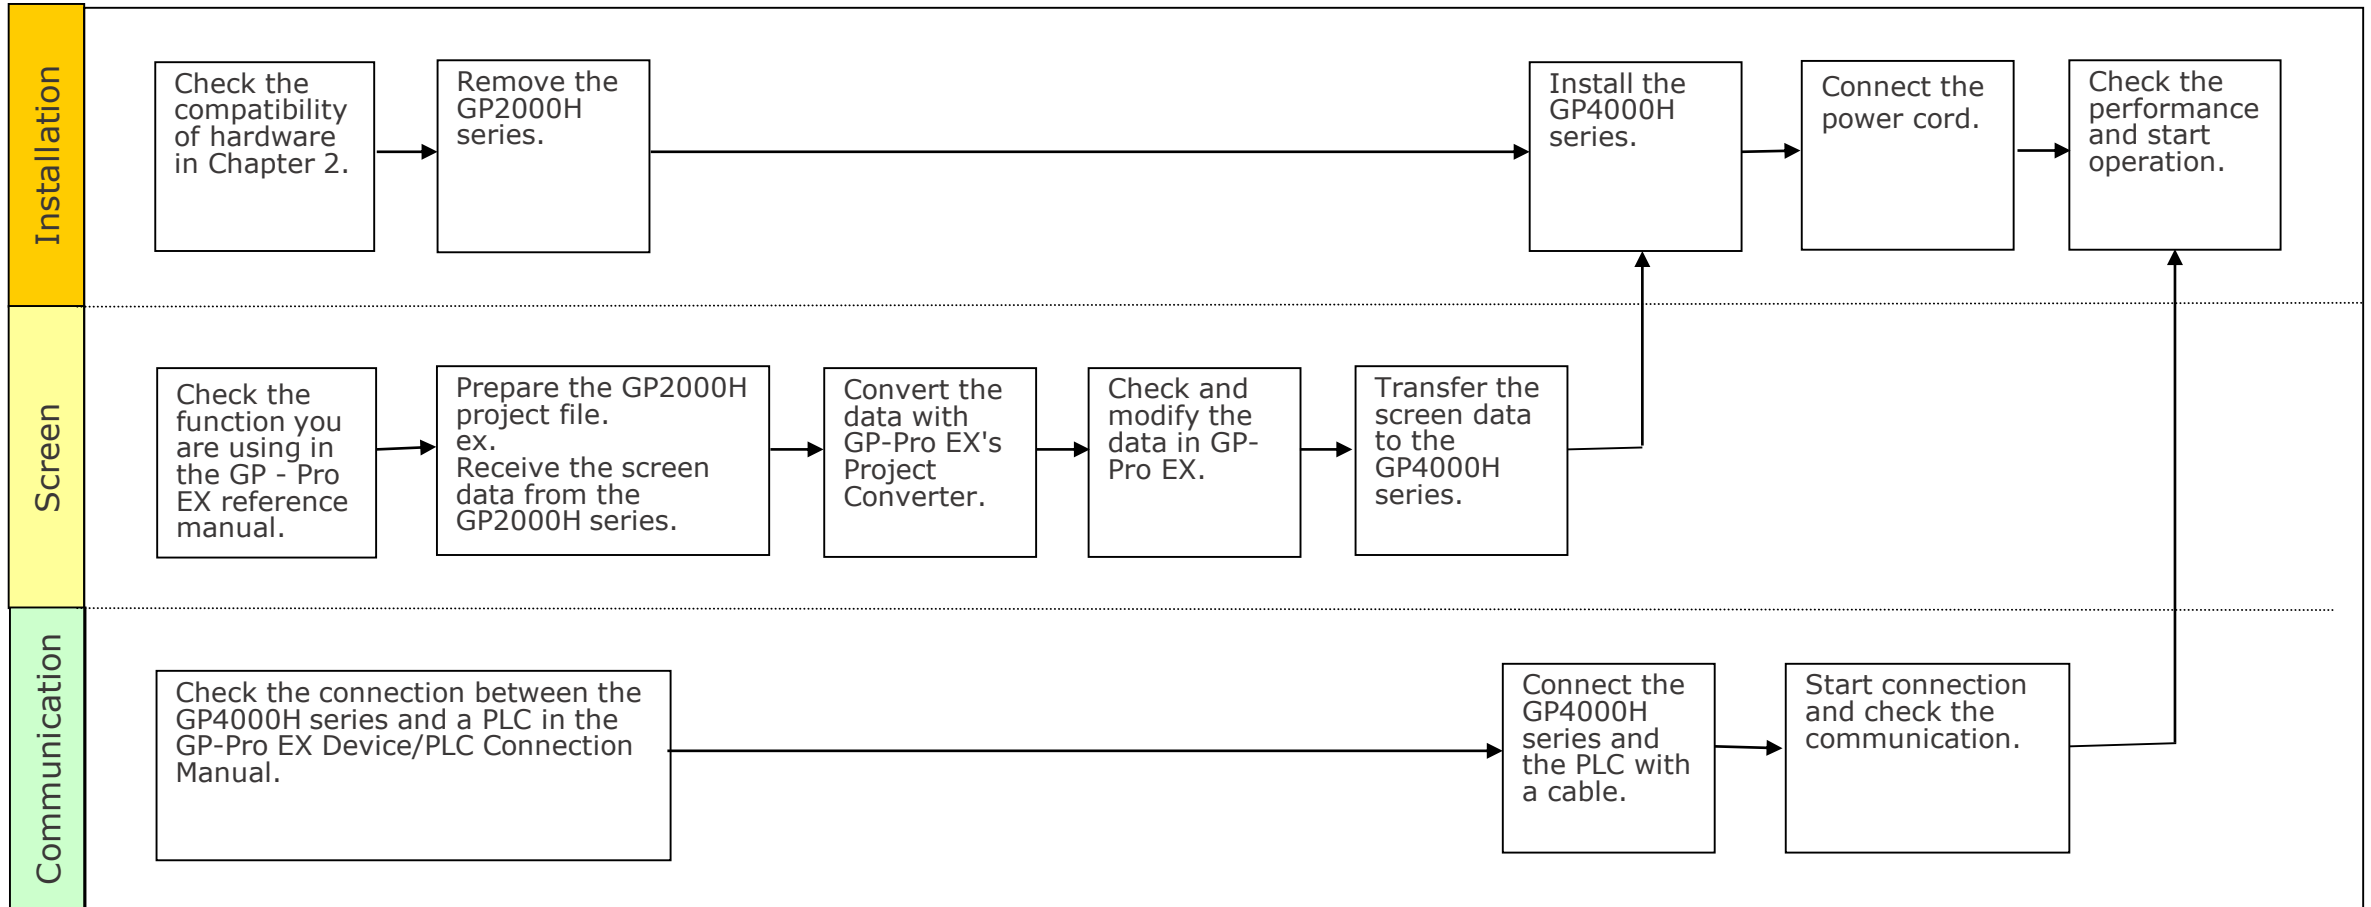 Installation
Check the
compatibility
of hardware
in Chapter 2.
Remove the
GP2000H
series.
Install the
GP4000H
series.
Connect the
power cord.
Check the
performance
and start
operation.
Screen
Check the
function you
are using in
the GP - Pro
EX reference
manual.
Prepare the GP2000H
project file.
ex.
Receive the screen
data from the
GP2000H series.
Convert the
data with
GP-Pro EX's
Project
Converter.
Check and
modify the
data in GP-
Pro EX.
Transfer the
screen data
to the
GP4000H
series.
Communication
Check the connection between the
GP4000H series and a PLC in the
GP-Pro EX Device/PLC Connection
Manual.
Connect the
GP4000H
series and
the PLC with
a cable.
Start connection
and check the
communication.